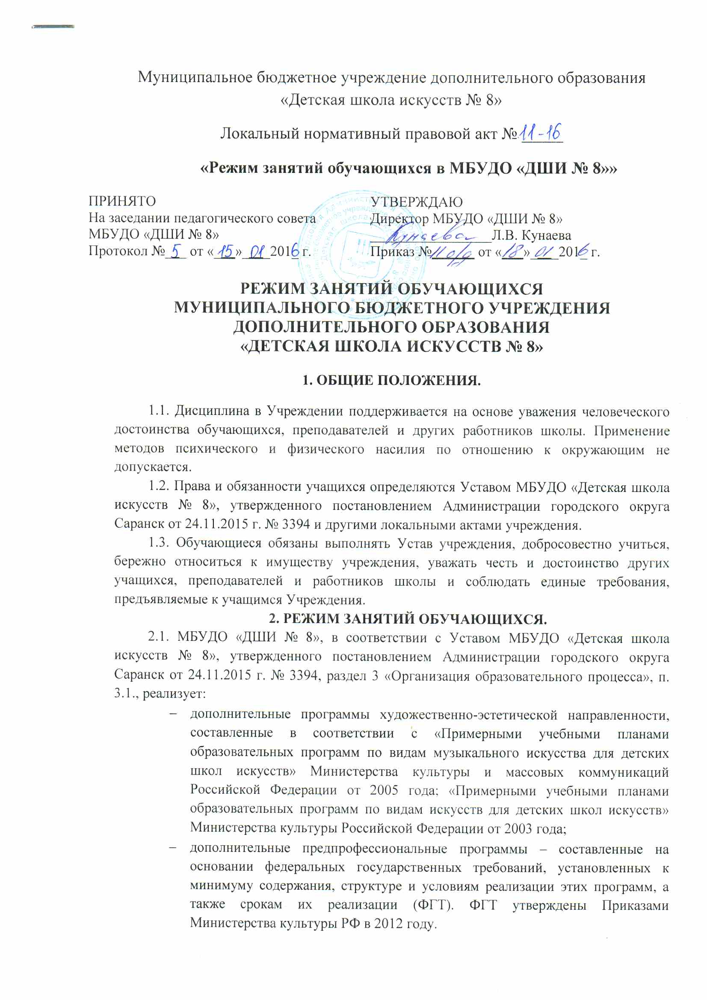 Муниципальное бюджетное учреждение дополнительного образования
«Детская школа искусств № 8»
Локальный нормативный правовой акт № 11-16
«Режим занятий обучающихся в МБУДО «ДШИ № 8»»
ПРИНЯТО
На заседании педагогического совета
МБУДО «ДШИ № 8»
Протокол № 5 от « 15 » 01 2016 г.
УТВЕРЖДАЮ
Директор МБУДО «ДШИ № 8»
Кунаева Л.В. Кунаева
Приказ № 11 о/д от «18» 01 2016 г.
РЕЖИМ ЗАНЯТИЙ ОБУЧАЮЩИХСЯ
МУНИЦИПАЛЬНОГО БЮДЖЕТНОГО УЧРЕЖДЕНИЯ
ДОПОЛНИТЕЛЬНОГО ОБРАЗОВАНИЯ
«ДЕТСКАЯ ШКОЛА ИСКУССТВ № 8»
1. ОБЩИЕ ПОЛОЖЕНИЯ.
1.1. Дисциплина в Учреждении поддерживается на основе уважения человеческого
достоинства обучающихся, преподавателей и других работников школы. Применение
методов психического и физического насилия по отношению к окружающим не
допускается.
1.2. Права и обязанности учащихся определяются Уставом МБУДО «Детская школа
искусств № 8», утвержденного постановлением Администрации городского округа
Саранск от 24.11.2015 г. № 3394 и другими локальными актами учреждения.
1.3. Обучающиеся обязаны выполнять Устав учреждения, добросовестно учиться,
бережно относиться к имуществу учреждения, уважать честь и достоинство других
учащихся, преподавателей и работников школы и соблюдать единые требования,
предъявляемые к учащимся Учреждения.
2. РЕЖИМ ЗАНЯТИЙ ОБУЧАЮЩИХСЯ.
2.1. МБУДО «ДШИ № 8», в соответствии с Уставом МБУДО «Детская школа
искусств № 8», утвержденного постановлением Администрации городского округа
Саранск от 24.11.2015 г. № 3394, раздел 3 «Организация образовательного процесса», п.
3.1., реализует:
– дополнительные программы художественно-эстетической направленности,
составленные в соответствии с «Примерными учебными планами
образовательных программ по видам музыкального искусства для детских
школ искусств» Министерства культуры и массовых коммуникаций
Российской Федерации от 2005 года; «Примерными учебными планами
образовательных программ по видам искусств для детских школ искусств»
Министерства культуры Российской Федерации от 2003 года;
– дополнительные предпрофессиональные программы – составленные на
основании федеральных государственных требований, установленных к
минимуму содержания, структуре и условиям реализации этих программ, а
также срокам их реализации (ФГТ). ФГТ утверждены Приказами
Министерства культуры РФ в 2012 году.